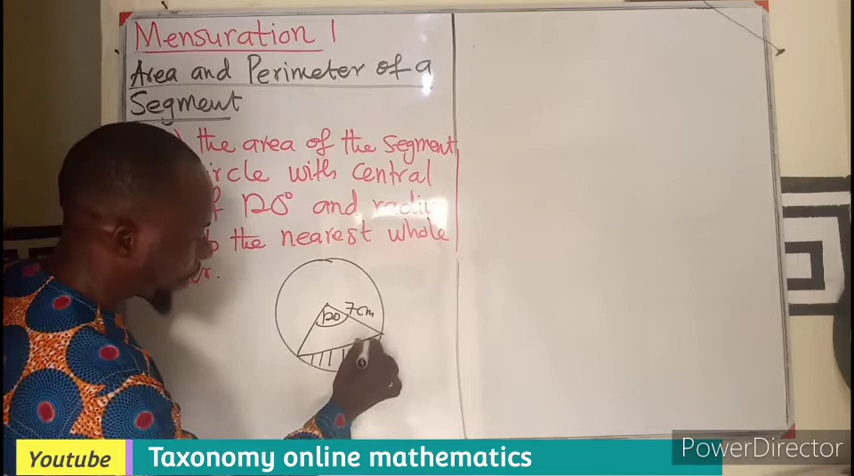 Mensuration 1
Area and Perimeter of a
Segment
the area of the segment
with central
120° and
the nearest whole
120
7cm
Youtube
Taxonomy online mathematics
PowerDirector